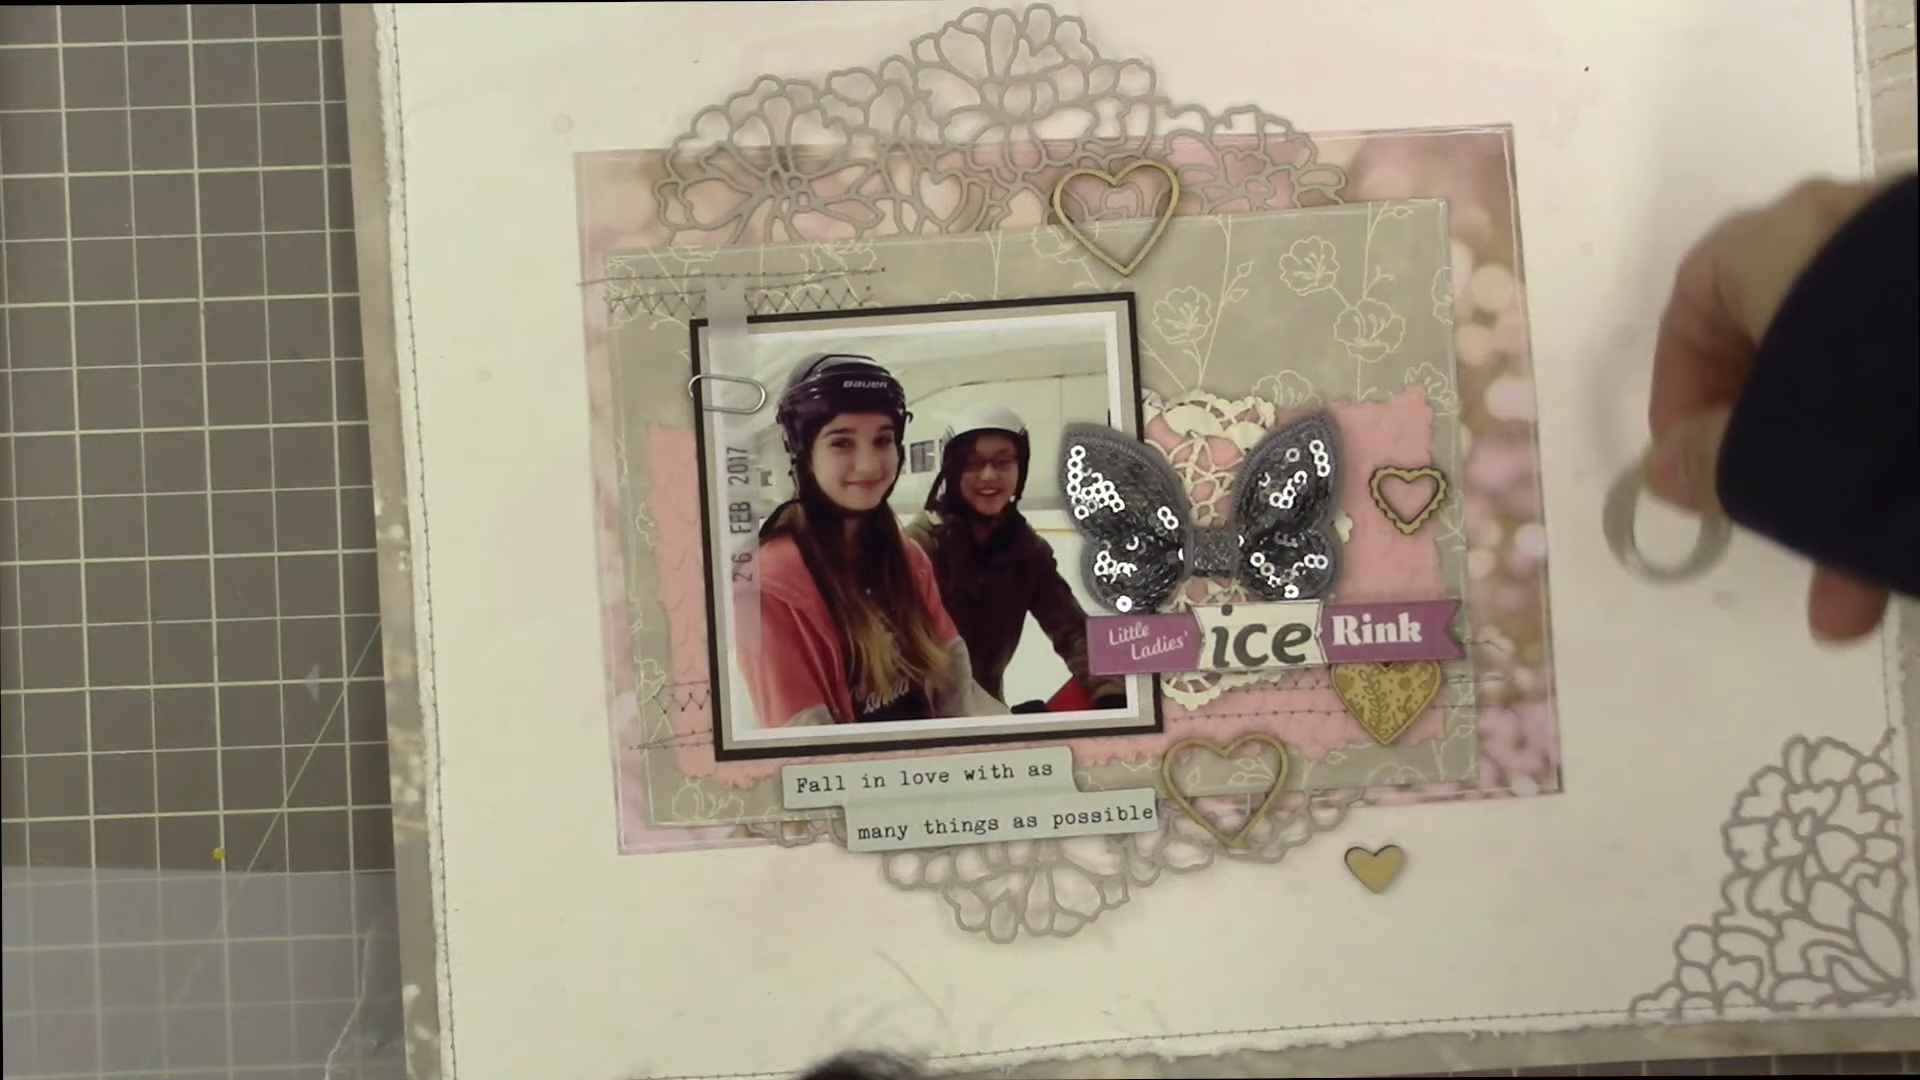 BAUER
26 FEB 2017
Little
Ladies'
ice
Rink
Fall in love with as
many things as possible